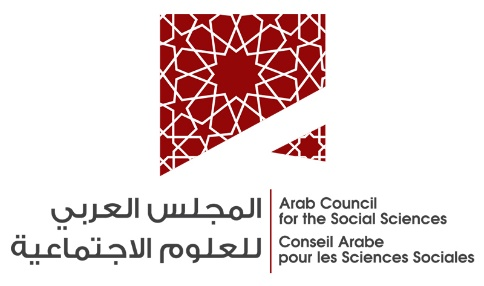 المجلس العربي
للعلوم الاجتماعية
Arab Council
for the Social Sciences
Conseil Arabe
pour les Sciences Sociales